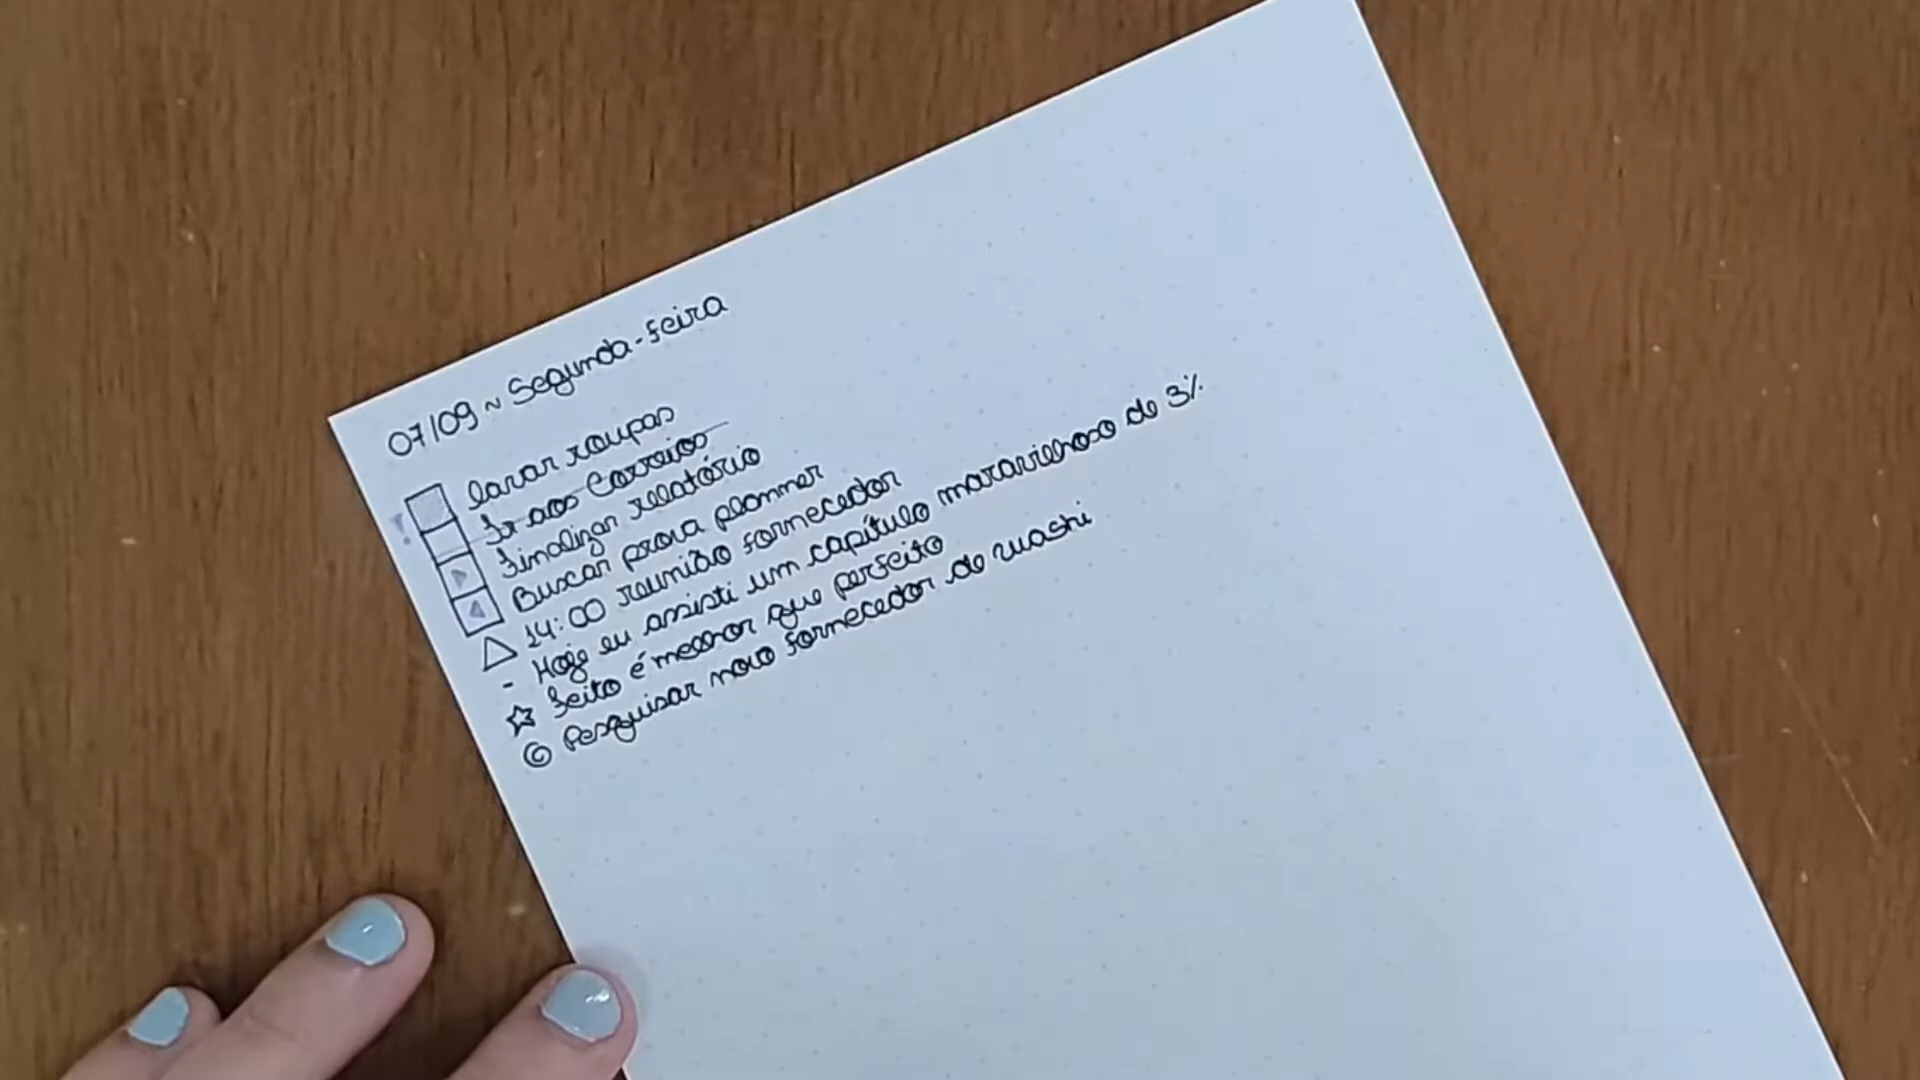 07/09 ~ Segunda-feira
lavar roupas
Ir aos Correios
finalizar relatório
Buscar prova planner
14:00 reunião fornecedor
- Hoje eu assisti um capítulo maravilhoso de 3%
feito é melhor que perfeito
Pesquisar novo fornecedor de washi